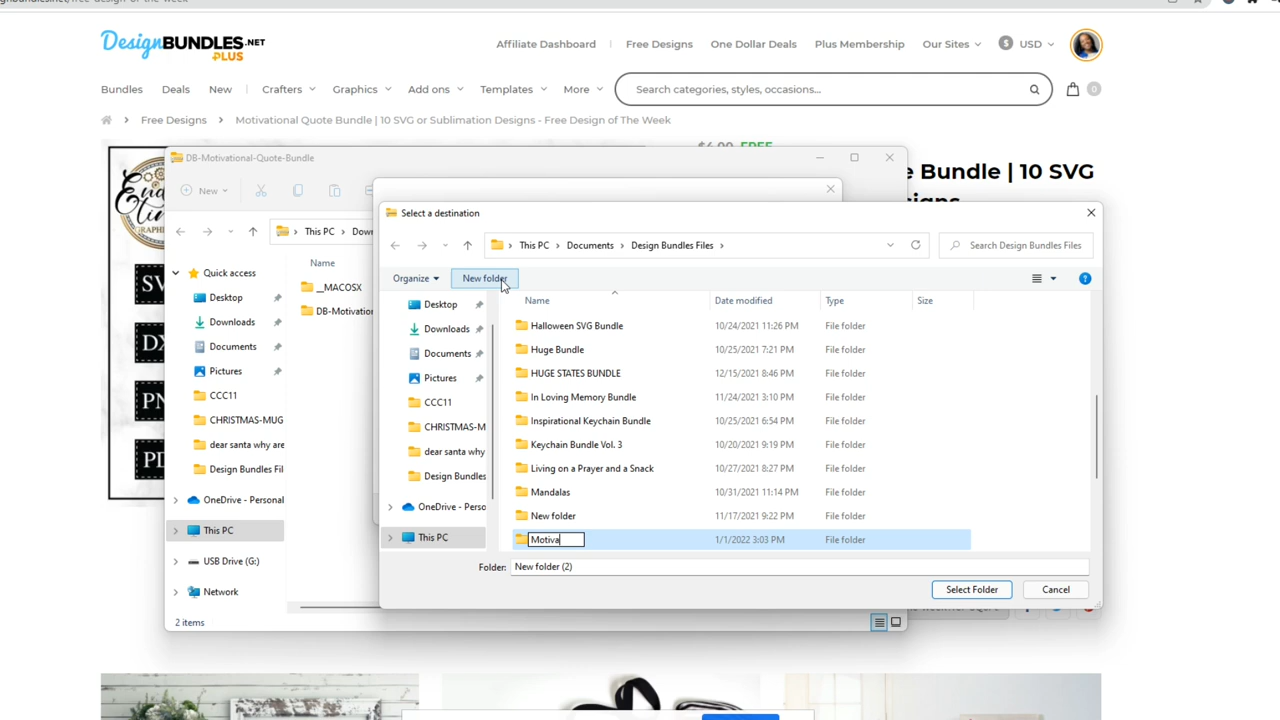 Design BUNDLES.NET
PLUS
Affiliate Dashboard
Free Designs
One Dollar Deals
Plus Membership
Our Sites
$ USD
Bundles
Deals
New
Crafters
Graphics
Add ons
Templates
More
Search categories, styles, occasions...
0
Free Designs
Motivational Quote Bundle | 10 SVG or Sublimation Designs - Free Design of The Week
FREE
e Bundle | 10 SVG
DB-Motivational-Quote-Bundle
New
This PC
Name
__MACOSX
DB-Motivation
Quick access
Desktop
Downloads
Documents
Pictures
CCC11
CHRISTMAS-MUG
dear santa why are
Design Bundles Fil
OneDrive - Personal
This PC
USB Drive (G:)
Network
2 items
Select a destination
This PC > Documents > Design Bundles Files >
Search Design Bundles Files
Organize
New folder
?
Desktop
Downloads
Documents
Pictures
CCC11
CHRISTMAS-M
dear santa why
Design Bundles
OneDrive - Perso
This PC
Name Date modified Type Size
Halloween SVG Bundle 10/24/2021 11:26 PM File folder
Huge Bundle 10/25/2021 7:21 PM File folder
HUGE STATES BUNDLE 12/15/2021 8:46 PM File folder
In Loving Memory Bundle 11/24/2021 3:10 PM File folder
Inspirational Keychain Bundle 10/25/2021 6:54 PM File folder
Keychain Bundle Vol. 3 10/20/2021 9:19 PM File folder
Living on a Prayer and a Snack 10/27/2021 8:27 PM File folder
Mandalas 10/31/2021 11:14 PM File folder
New folder 11/17/2021 9:22 PM File folder
Motiva 1/1/2022 3:03 PM File folder
Folder: New folder (2)
Select Folder
Cancel